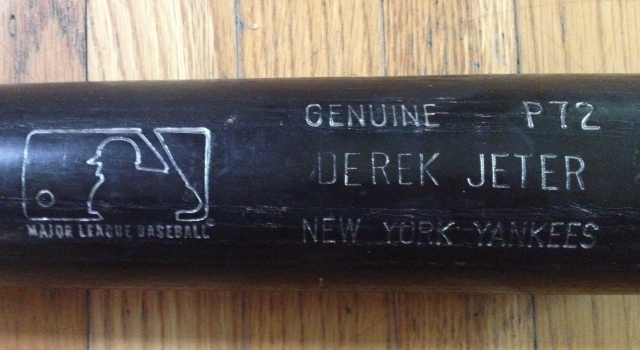 GENUINE P72
DEREK JETER
NEW YORK YANKEES
MAJOR LEAGUE BASEBALL